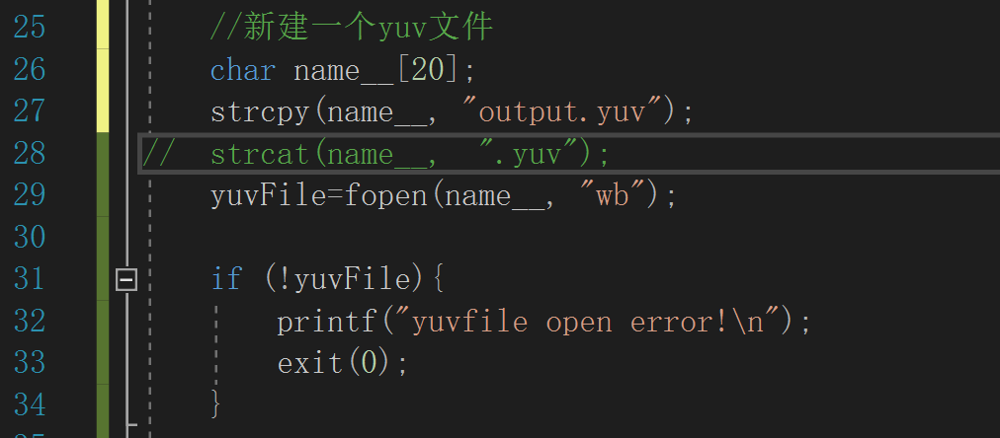 25 //新建一个yuv文件
26 char name__[20];
27 strcpy(name__, "output.yuv");
28 // strcat(name__, ".yuv");
29 yuvFile=fopen(name__, "wb");
30
31 if (!yuvFile){
32 printf("yuvfile open error!\n");
33 exit(0);
34 }